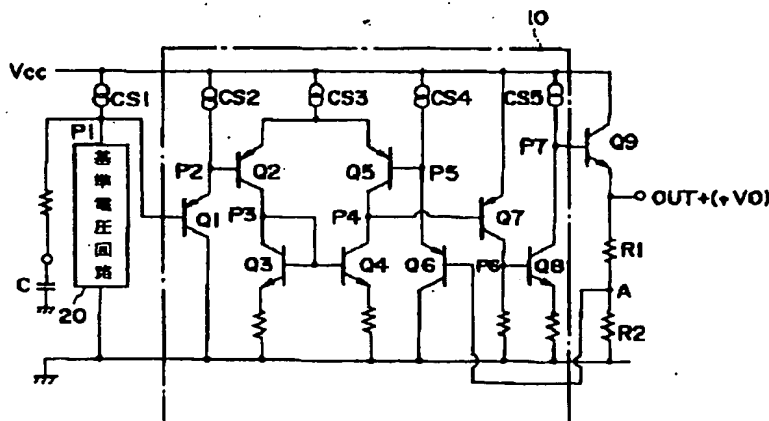 10
Vcc
CS1
CS2
CS3
CS4
CS5
P1
P2
Q2
Q5
P5
P7
Q9
基準電圧回路
Q1
P3
P4
Q7
OUT+(+VO)
Q3
Q4
Q6
P6
Q8
R1
C
A
20
R2